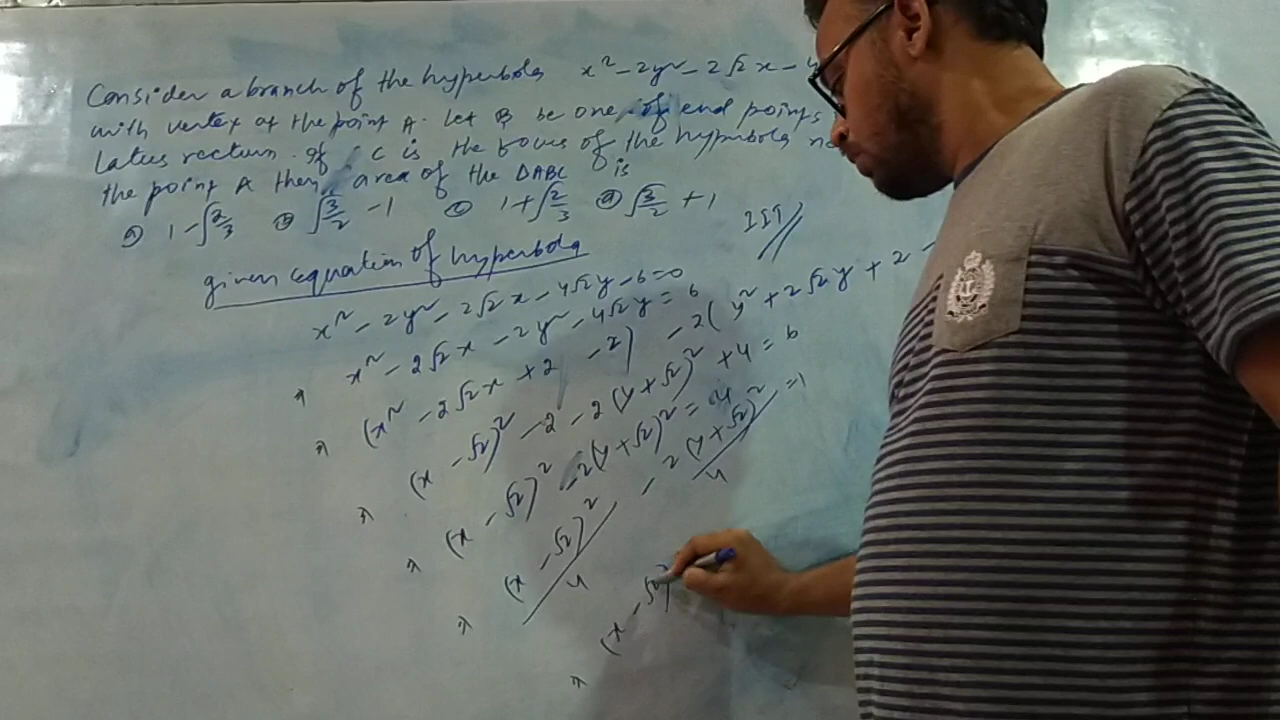 Consider a branch of the hyperbola x² - 2y² - 2√2 x - 4
with vertex at the point A. Let B be one of end points
latus rectum. If C is the focus of the hyperbola
the point A then area of the ΔABC is
a) 1 - √2/3 b) √3/2 - 1 c) 1 + √2/3 d) √3/2 + 1
IIT //
given equation of hyperbola
x² - 2y² - 2√2 x - 4√2 y - 6 = 0
⇒ x² - 2√2 x - 2y² - 4√2 y = 6
⇒ (x² - 2√2 x + 2 - 2) - 2(y² + 2√2 y + 2 -
⇒ (x - √2)² - 2 - 2(y + √2)² + 4 = 6
⇒ (x - √2)² - 2(y + √2)² = 4
⇒ (x - √2)²/4 - 2(y + √2)²/4 = 1
⇒ (x - √2)²